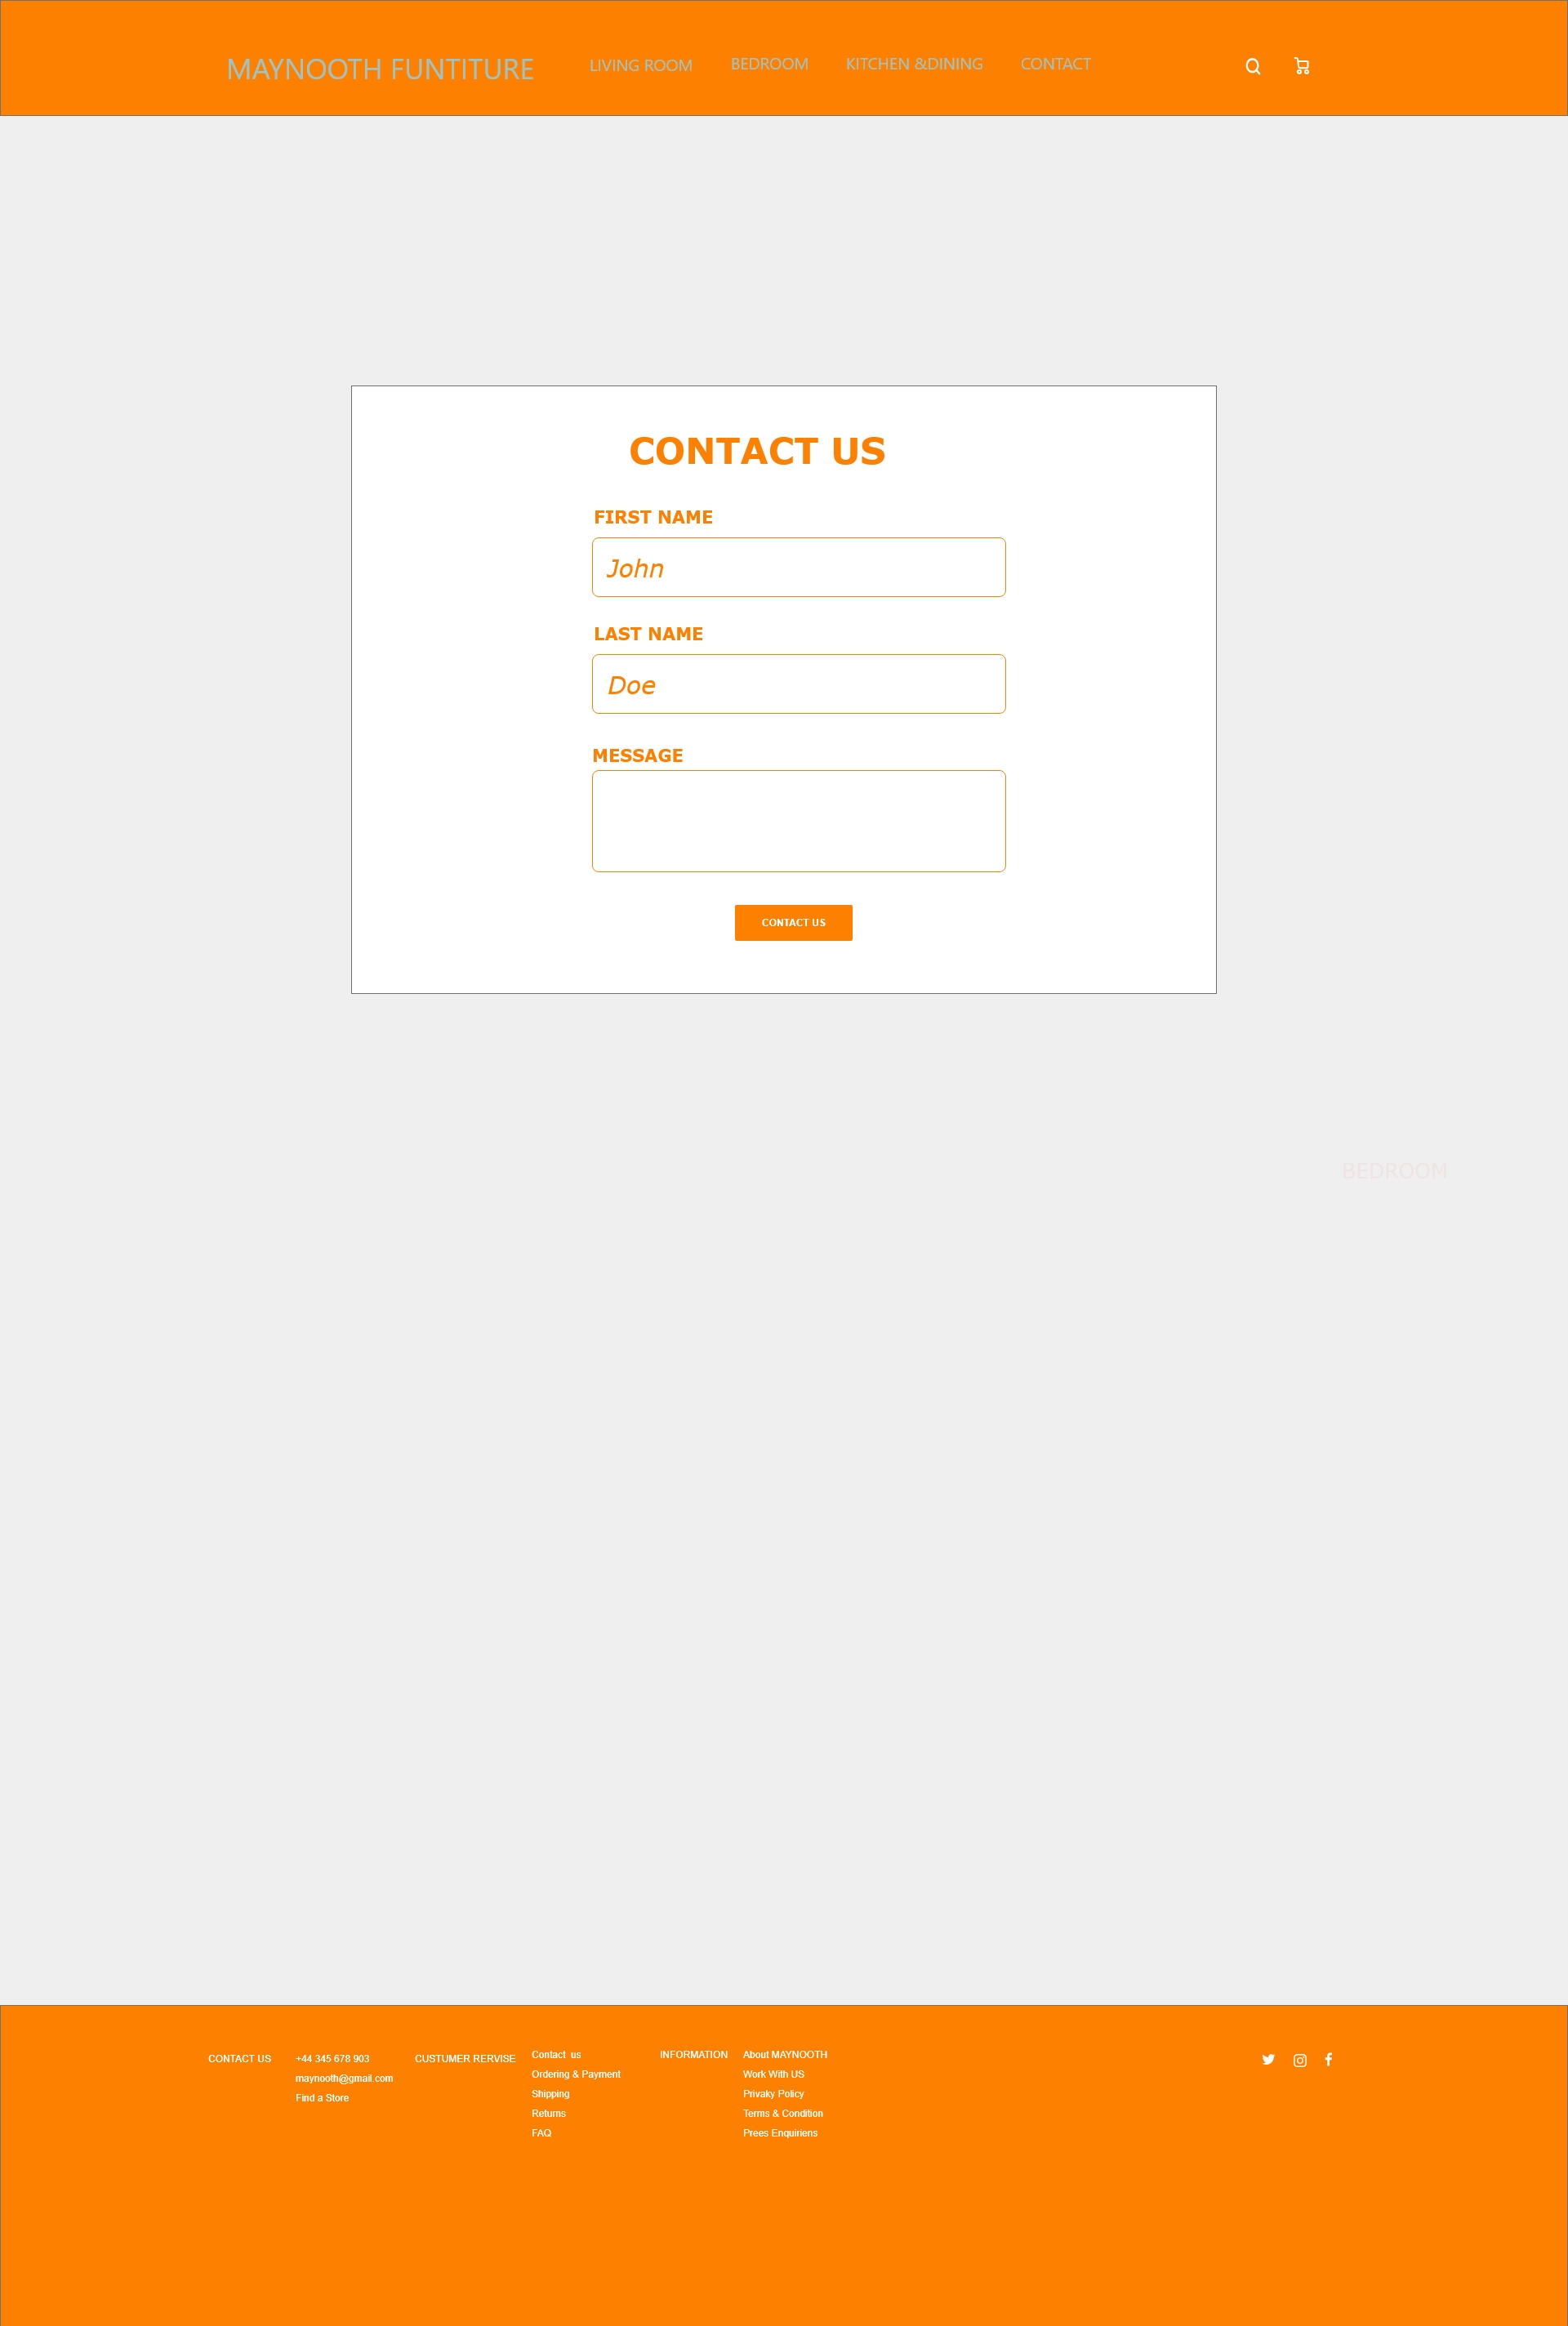 MAYNOOTH FUNTITURE
LIVING ROOM
BEDROOM
KITCHEN &DINING
CONTACT
CONTACT US
FIRST NAME
John
LAST NAME
Doe
MESSAGE
CONTACT US
BEDROOM
CONTACT US
+44 345 678 903
maynooth@gmail.com
Find a Store
CUSTUMER RERVISE
Contact us
Ordering & Payment
Shipping
Returns
FAQ
INFORMATION
About MAYNOOTH
Work With US
Privaky Policy
Terms & Condition
Prees Enquiriens